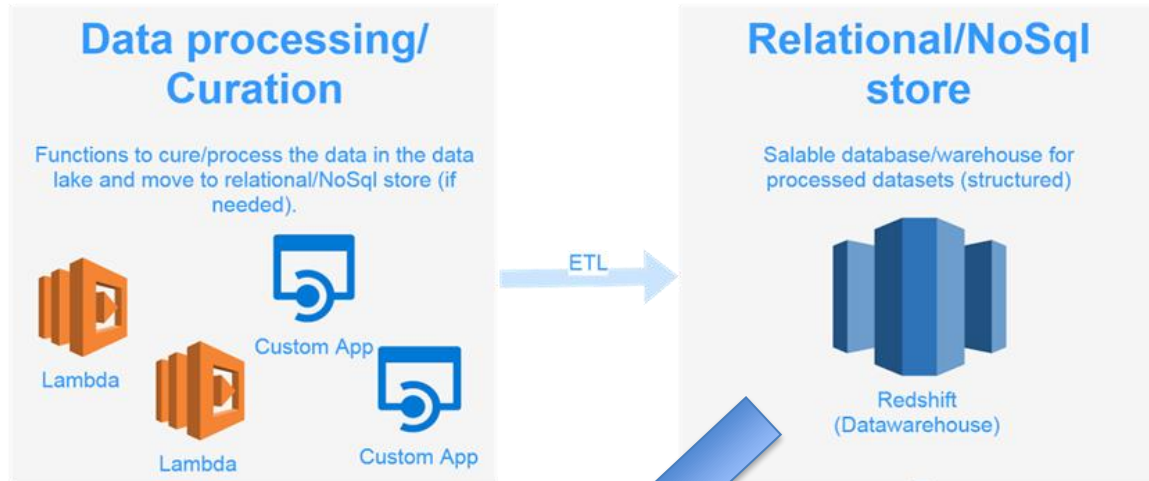 Data processing/
Curation
Functions to cure/process the data in the data
lake and move to relational/NoSql store (if
needed).
Lambda
Custom App
Lambda
Custom App
ETL
Relational/NoSql
store
Salable database/warehouse for
processed datasets (structured)
Redshift
(Datawarehouse)